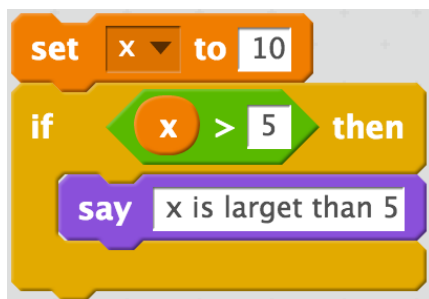 set x to 10
if x > 5 then
say x is larget than 5